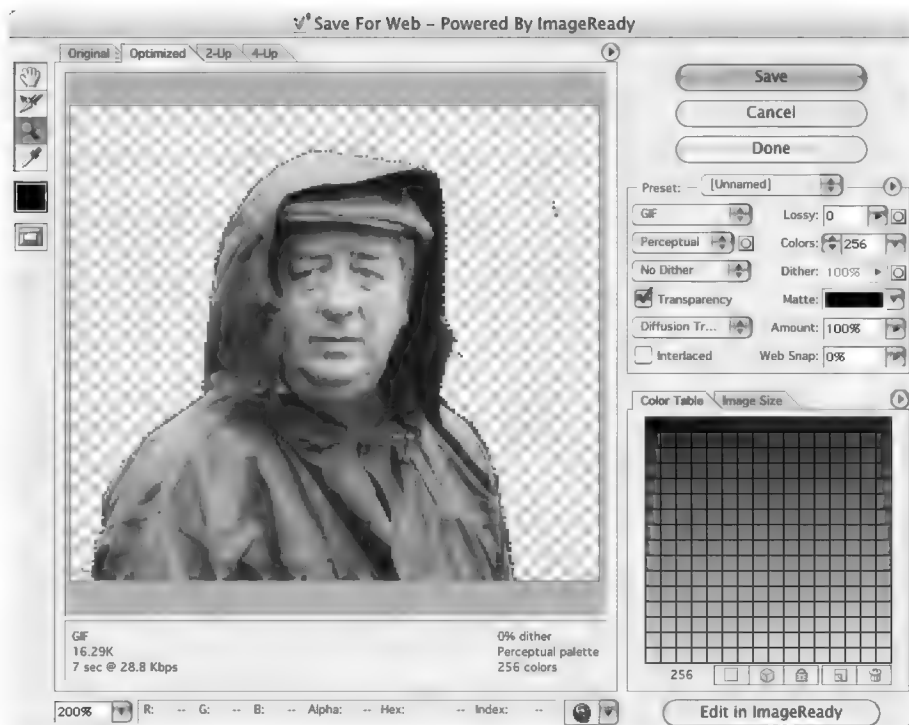 Save For Web – Powered By ImageReady
Original
Optimized
2-Up
4-Up
Save
Cancel
Done
Preset:
[Unnamed]
GIF
Lossy:
0
Perceptual
Colors:
256
No Dither
Dither:
100%
Transparency
Matte:
Diffusion Tr...
Amount:
100%
Interlaced
Web Snap:
0%
Color Table
Image Size
GIF
16.29K
7 sec @ 28.8 Kbps
0% dither
Perceptual palette
256 colors
256
200%
R: --
G: --
B: --
Alpha: --
Hex: --
Index: --
Edit in ImageReady